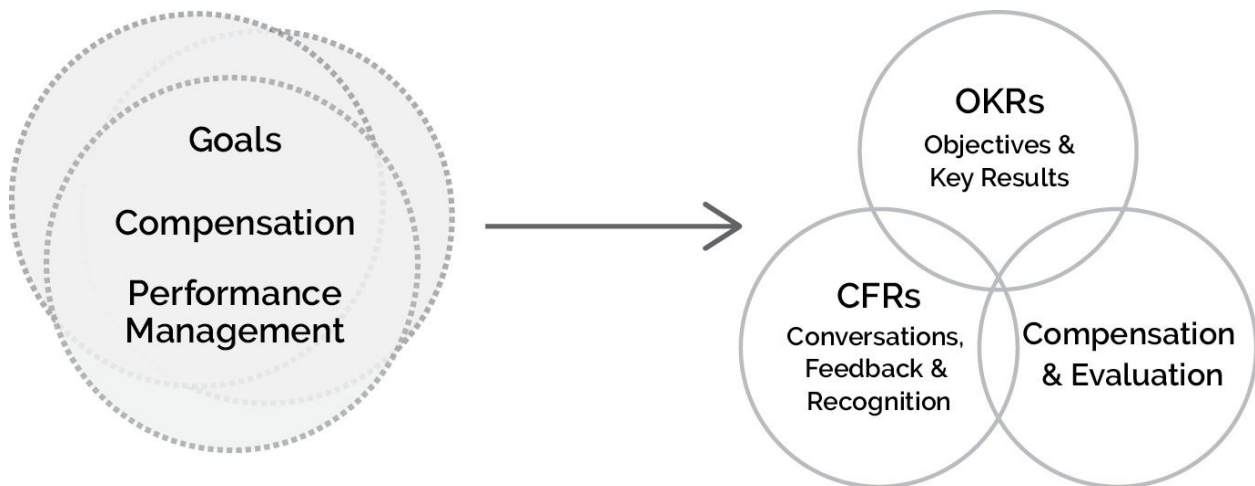 Goals
Compensation
Performance
Management
OKRs
Objectives &
Key Results
CFRs
Conversations,
Feedback &
Recognition
Compensation
& Evaluation